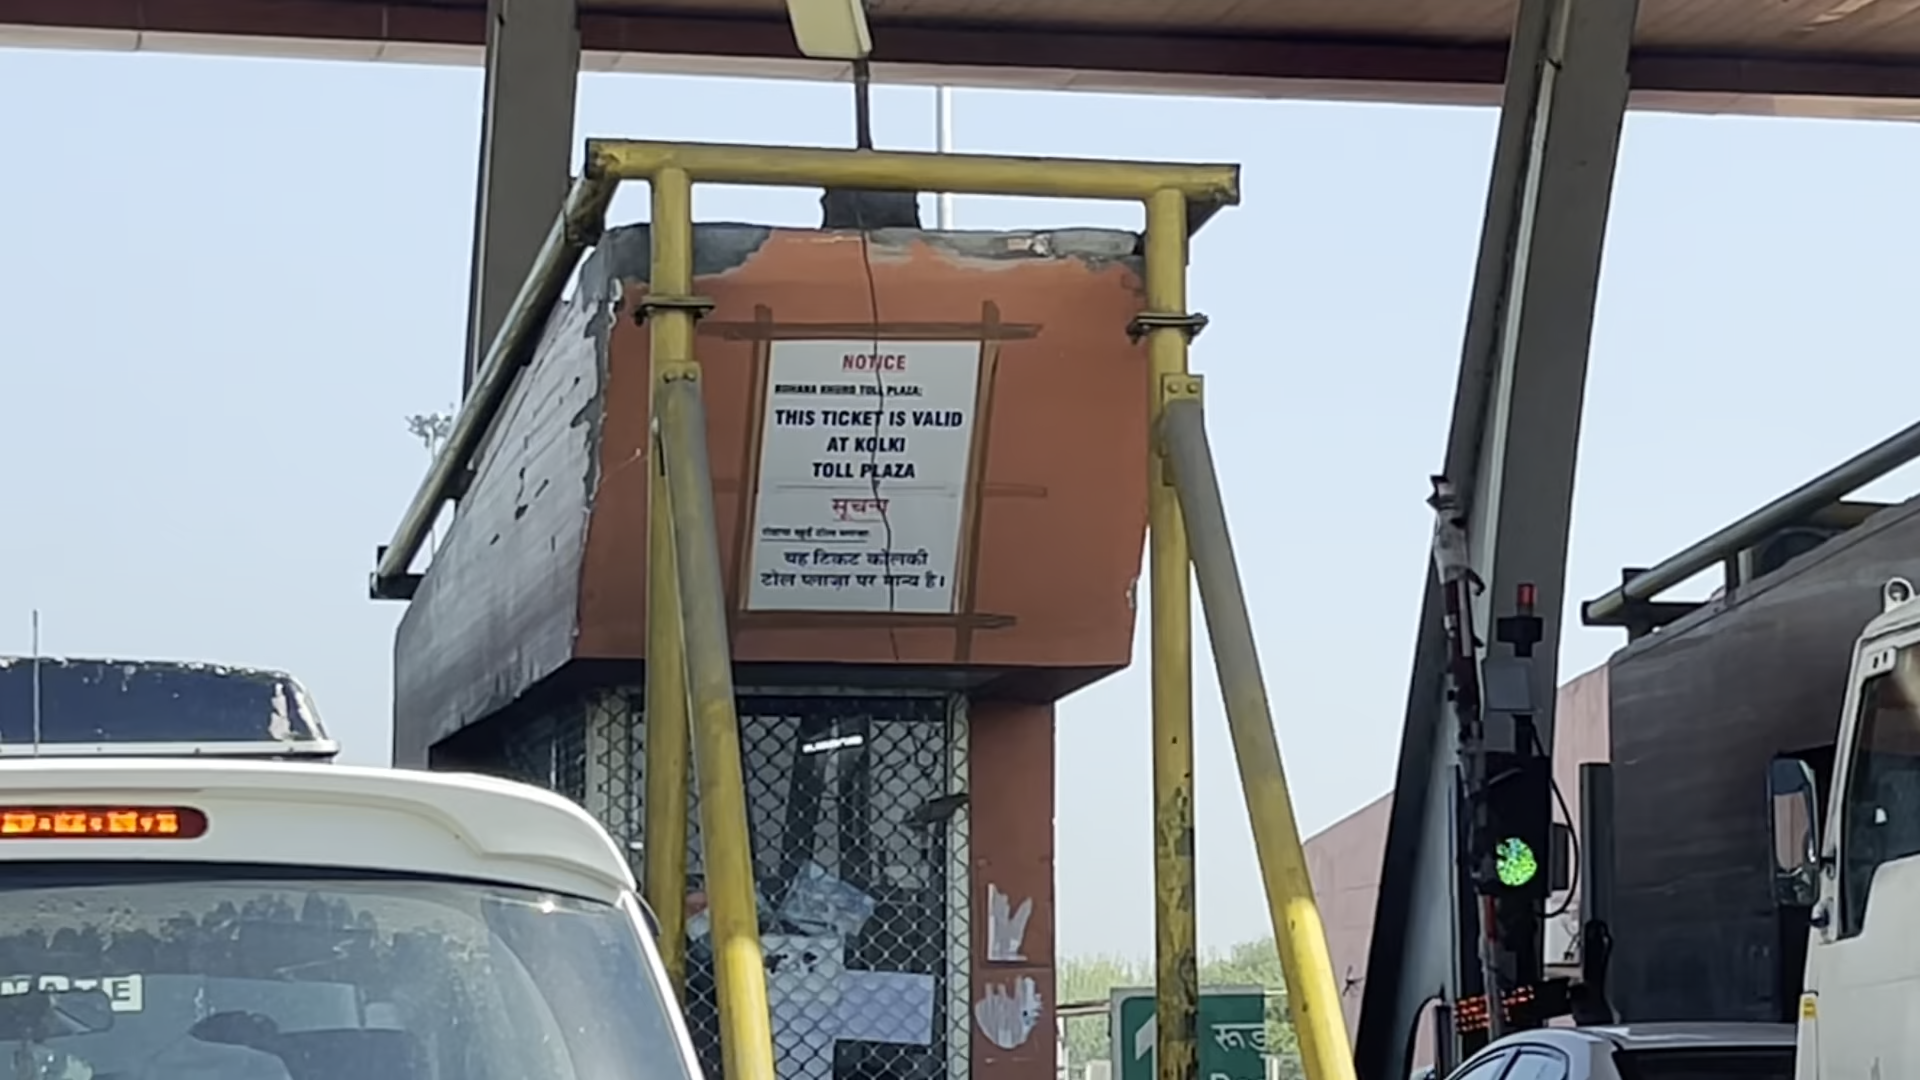 NOTICE
ROHANA KHURD TOLL PLAZA:
THIS TICKET IS VALID
AT KOLKI
TOLL PLAZA
सूचना
रोहाना खुर्द टोल प्लाजा:
यह टिकट कोलकी
टोल प्लाज़ा पर मान्य है।